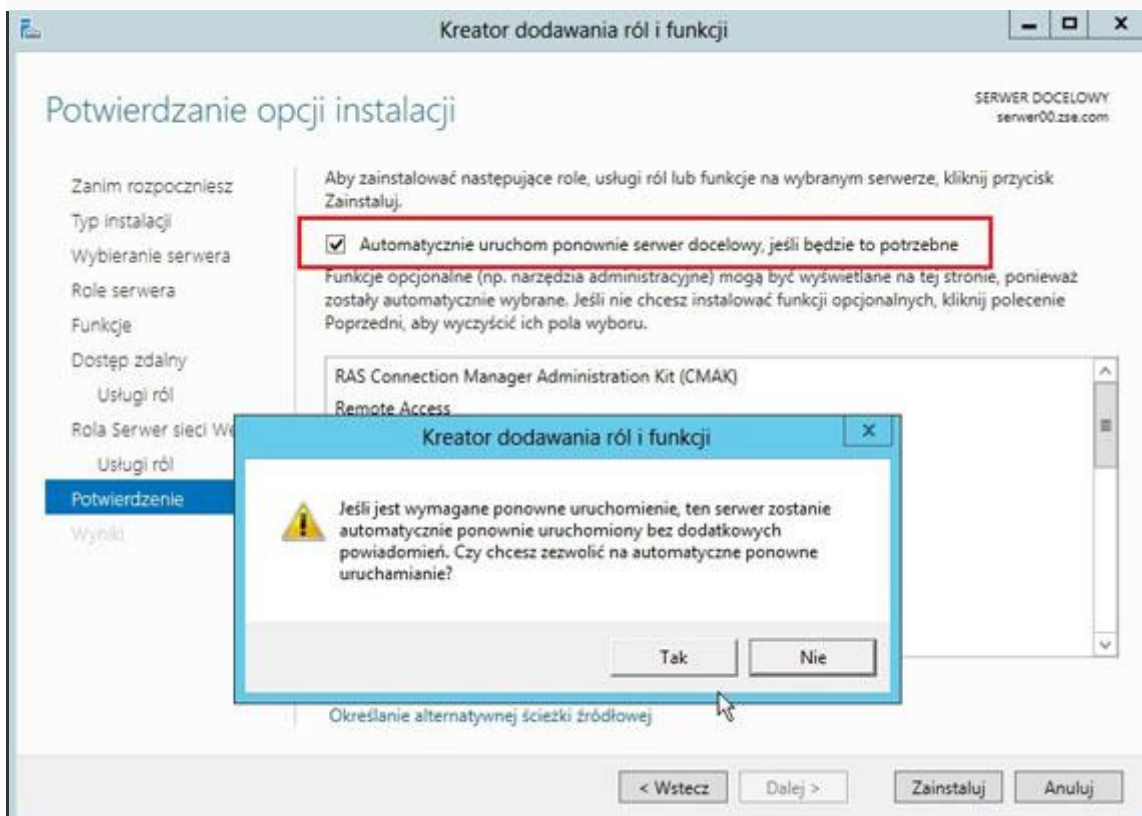 Kreator dodawania ról i funkcji
Potwierdzanie opcji instalacji
SERWER DOCELOWY
serwer00.zse.com
Zanim rozpoczniesz
Typ instalacji
Wybieranie serwera
Role serwera
Funkcje
Dostęp zdalny
Usługi ról
Rola Serwer sieci We
Usługi ról
Potwierdzenie
Wyniki
Aby zainstalować następujące role, usługi ról lub funkcje na wybranym serwerze, kliknij przycisk
Zainstaluj.
Automatycznie uruchom ponownie serwer docelowy, jeśli będzie to potrzebne
Funkcje opcjonalne (np. narzędzia administracyjne) mogą być wyświetlane na tej stronie, ponieważ
zostały automatycznie wybrane. Jeśli nie chcesz instalować funkcji opcjonalnych, kliknij polecenie
Poprzedni, aby wyczyścić ich pola wyboru.
RAS Connection Manager Administration Kit (CMAK)
Remote Access
Kreator dodawania ról i funkcji
Jeśli jest wymagane ponowne uruchomienie, ten serwer zostanie
automatycznie ponownie uruchomiony bez dodatkowych
powiadomień. Czy chcesz zezwolić na automatyczne ponowne
uruchamianie?
Tak
Nie
Określanie alternatywnej ścieżki źródłowej
< Wstecz
Dalej >
Zainstaluj
Anuluj